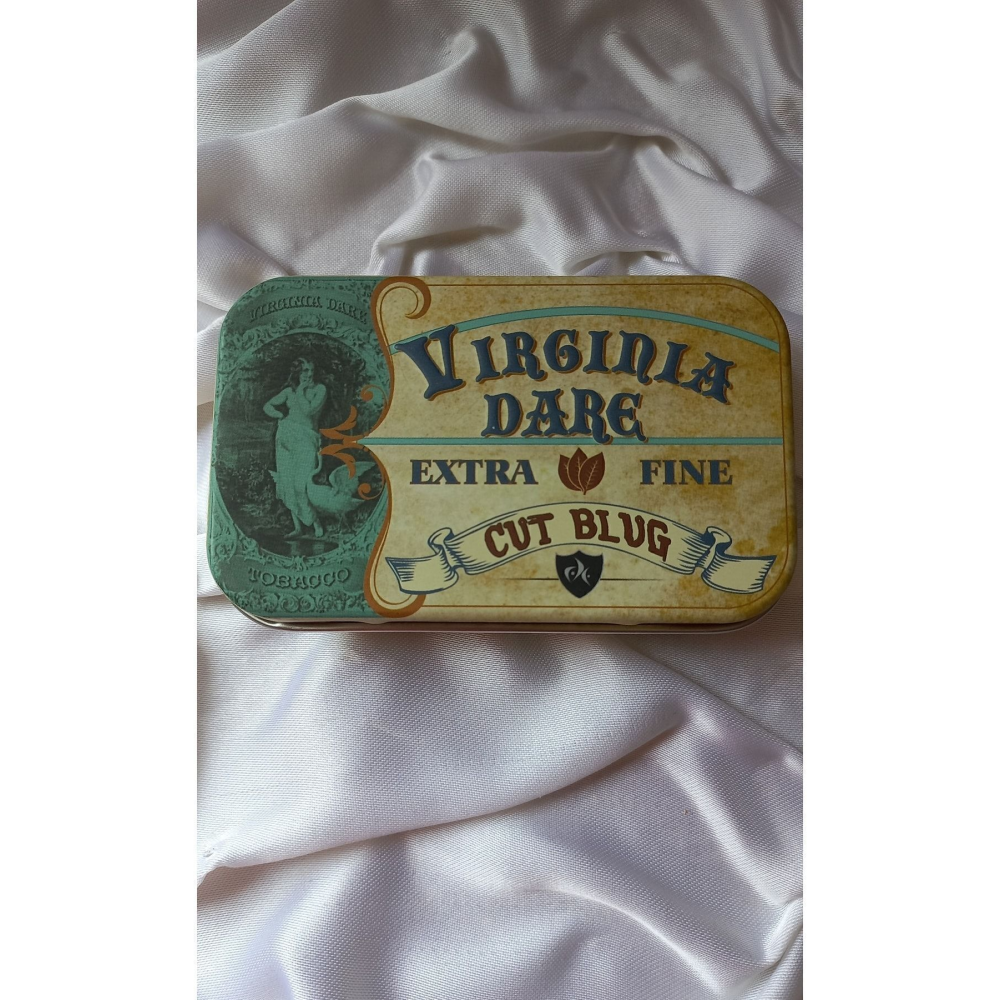 VIRGINIA DARE
TOBACCO
VIRGINIA
DARE
EXTRA FINE
CUT BLUG